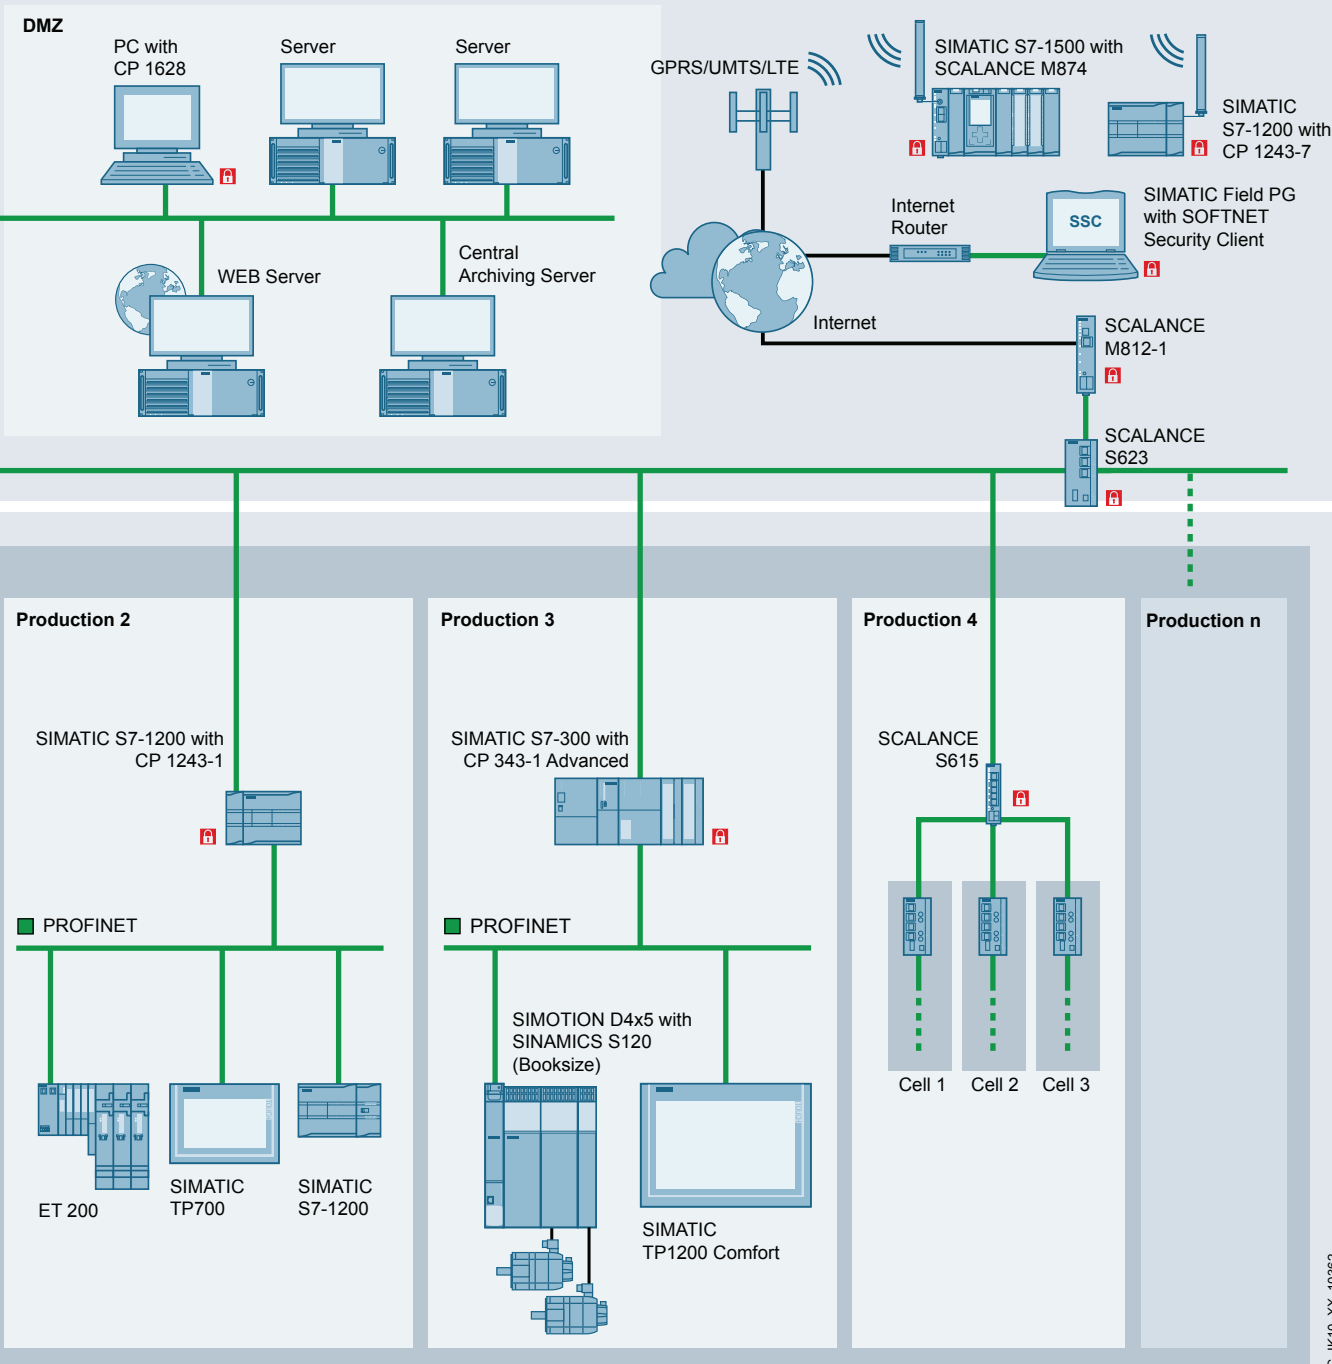 DMZ
PC with
CP 1628
Server
Server
WEB Server
Central
Archiving Server
GPRS/UMTS/LTE
SIMATIC S7-1500 with
SCALANCE M874
SIMATIC
S7-1200 with
CP 1243-7
Internet
Router
SSC
SIMATIC Field PG
with SOFTNET
Security Client
Internet
SCALANCE
M812-1
SCALANCE
S623
Production 2
SIMATIC S7-1200 with
CP 1243-1
PROFINET
ET 200
SIMATIC
TP700
SIMATIC
S7-1200
Production 3
SIMATIC S7-300 with
CP 343-1 Advanced
PROFINET
SIMOTION D4x5 with
SINAMICS S120
(Booksize)
SIMATIC
TP1200 Comfort
Production 4
SCALANCE
S615
Cell 1
Cell 2
Cell 3
Production n